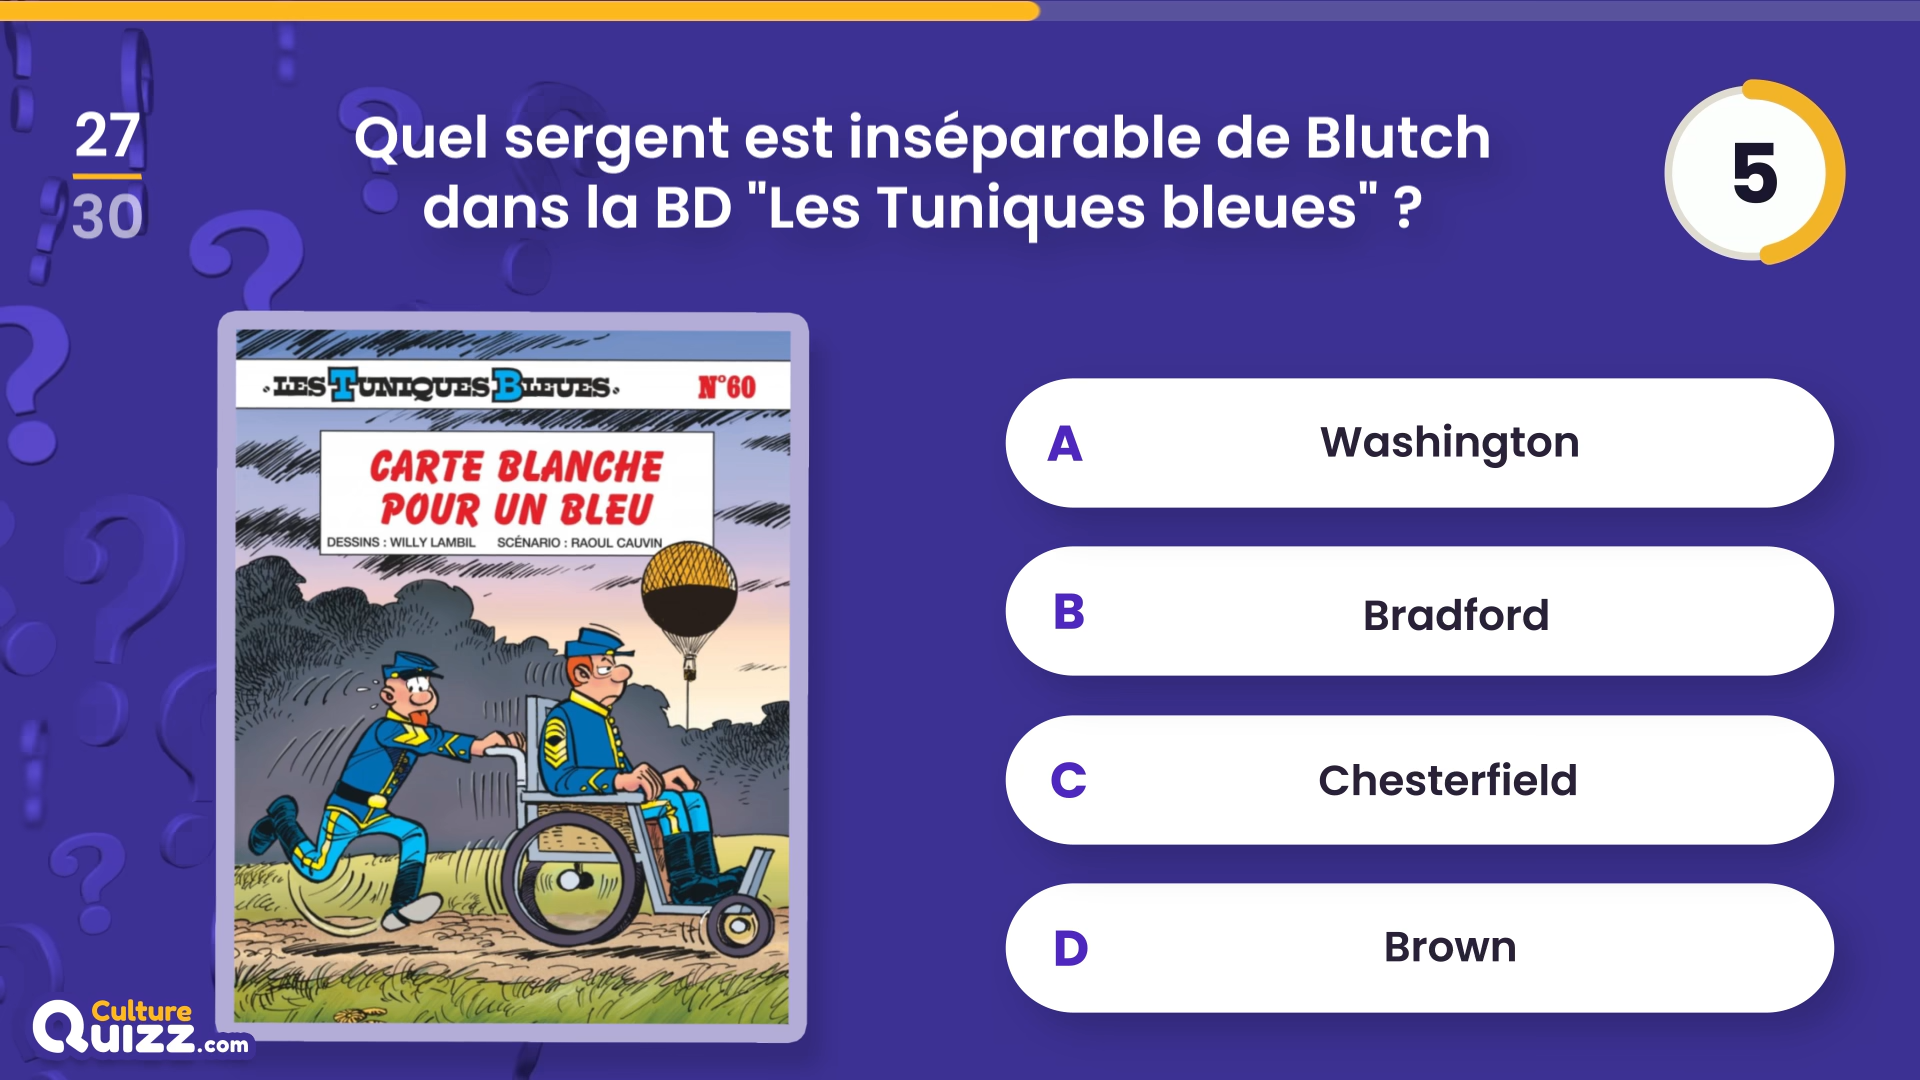 27
30
Quel sergent est inséparable de Blutch
dans la BD "Les Tuniques bleues" ?
5
LES TUNIQUES BLEUES
N°60
CARTE BLANCHE
POUR UN BLEU
DESSINS : WILLY LAMBIL SCÉNARIO : RAOUL CAUVIN
A Washington
B Bradford
C Chesterfield
D Brown
Culture
Quizz.com